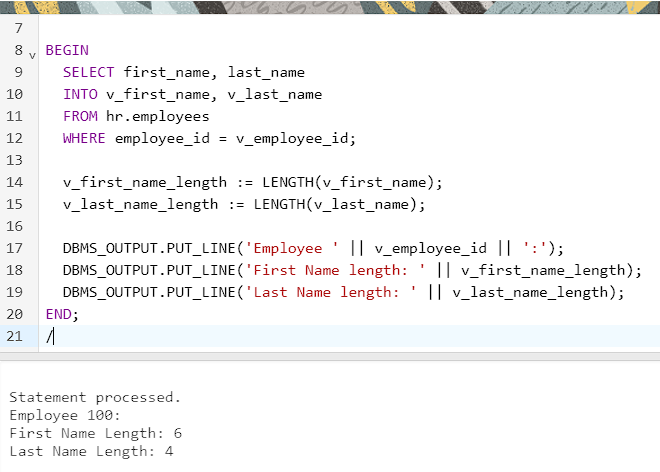 7
8 BEGIN
9 SELECT first_name, last_name
10 INTO v_first_name, v_last_name
11 FROM hr.employees
12 WHERE employee_id = v_employee_id;
13
14 v_first_name_length := LENGTH(v_first_name);
15 v_last_name_length := LENGTH(v_last_name);
16
17 DBMS_OUTPUT.PUT_LINE('Employee ' || v_employee_id || ':');
18 DBMS_OUTPUT.PUT_LINE('First Name length: ' || v_first_name_length);
19 DBMS_OUTPUT.PUT_LINE('Last Name length: ' || v_last_name_length);
20 END;
21 /
Statement processed.
Employee 100:
First Name Length: 6
Last Name Length: 4